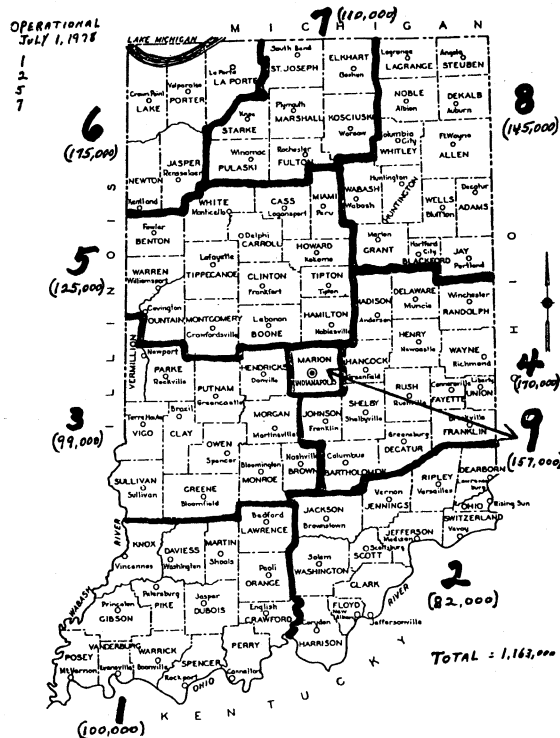 OPERATIONAL
JULY 1, 1978
1
2
5
7
LAKE MICHIGAN
M I C H I G A N
7 (110,000)
South Bend
ST. JOSEPH
ELKHART
Goshen
Lagrange
LAGRANGE
Angola
STEUBEN
La Porte
LA PORTE
Valparaiso
PORTER
Crown Point
LAKE
6
(175,000)
Knox
STARKE
Plymouth
MARSHALL
KOSCIUSKO
Warsaw
NOBLE
Albion
DEKALB
Auburn
8
(145,000)
Columbia
City
WHITLEY
Ft Wayne
ALLEN
Winamac
PULASKI
Rochester
FULTON
JASPER
Rensselaer
NEWTON
Kentland
WHITE
Monticello
CASS
Logansport
MIAMI
Peru
WABASH
Wabash
Huntington
HUNTINGTON
WELLS
Bluffton
Decatur
ADAMS
Fowler
BENTON
Delphi
CARROLL
Marion
GRANT
Hartford
City
BLACKFORD
JAY
Portland
5
(125,000)
WARREN
Williamsport
Lafayette
TIPPECANOE
CLINTON
Frankfort
HOWARD
Kokomo
TIPTON
Tipton
MADISON
Anderson
DELAWARE
Muncie
Winchester
RANDOLPH
Covington
FOUNTAIN
MONTGOMERY
Crawfordsville
Lebanon
BOONE
HAMILTON
Noblesville
HENRY
Newcastle
WAYNE
Richmond
4
(170,000)
Newport
VERMILLION
PARKE
Rockville
PUTNAM
Greencastle
HENDRICKS
Danville
MARION
INDIANAPOLIS
HANCOCK
Greenfield
RUSH
Rushville
Connersville
FAYETTE
Liberty
UNION
3
(99,000)
Terre Haute
VIGO
Brazil
CLAY
MORGAN
Martinsville
JOHNSON
Franklin
SHELBY
Shelbyville
Brookville
FRANKLIN
9
(157,000)
OWEN
Spencer
Bloomington
MONROE
Nashville
BROWN
Columbus
BARTHOLOMEW
Greensburg
DECATUR
SULLIVAN
Sullivan
GREENE
Bloomfield
JACKSON
Brownstown
Vernon
JENNINGS
RIPLEY
Versailles
DEARBORN
Lawrenceburg
OHIO
Rising Sun
SWITZERLAND
Vevay
Bedford
LAWRENCE
JEFFERSON
Madison
Scottsburg
SCOTT
KNOX
Vincennes
DAVIESS
Washington
MARTIN
Shoals
Paoli
ORANGE
Salem
WASHINGTON
CLARK
2
(82,000)
WABASH RIVER
Princeton
GIBSON
Petersburg
PIKE
Jasper
DUBOIS
English
CRAWFORD
FLOYD
New Albany
Jeffersonville
Corydon
HARRISON
RIVER
POSEY
Mt Vernon
VANDERBURG
Evansville
WARRICK
Boonville
SPENCER
Rockport
PERRY
Cannelton
OHIO
TOTAL = 1,163,000
1
(100,000)
K E N T U C K Y
I L L I N O I S
O H I O